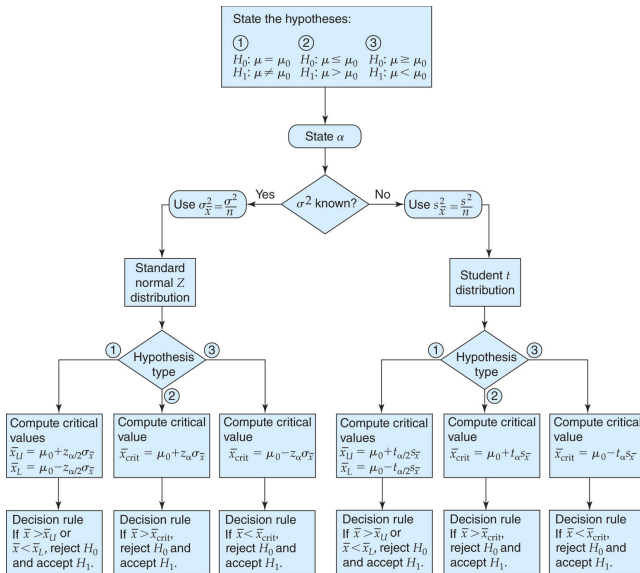 State the hypotheses:
① ② ③
H₀: μ = μ₀ H₀: μ ≤ μ₀ H₀: μ ≥ μ₀
H₁: μ ≠ μ₀ H₁: μ > μ₀ H₁: μ < μ₀
State α
σ² known?
Yes
No
Use σ²x̄ = σ²/n
Use s²x̄ = s²/n
Standard
normal Z
distribution
Student t
distribution
① ③
Hypothesis
type
②
① ③
Hypothesis
type
②
Compute critical
values
x̄U = μ₀+zα/2σx̄
x̄L = μ₀−zα/2σx̄
Compute critical
value
x̄crit = μ₀+zασx̄
Compute critical
value
x̄crit = μ₀−zασx̄
Compute critical
values
x̄U = μ₀+tα/2sx̄
x̄L = μ₀−tα/2sx̄
Compute critical
value
x̄crit = μ₀+tαsx̄
Compute critical
value
x̄crit = μ₀−tαsx̄
Decision rule
If x̄ >x̄U or
x̄ <x̄L, reject H₀
and accept H₁.
Decision rule
If x̄ >x̄crit,
reject H₀ and
accept H₁.
Decision rule
If x̄ <x̄crit,
reject H₀ and
accept H₁.
Decision rule
If x̄ >x̄U or
x̄ <x̄L, reject H₀
and accept H₁.
Decision rule
If x̄ >x̄crit,
reject H₀ and
accept H₁.
Decision rule
If x̄ <x̄crit,
reject H₀ and
accept H₁.